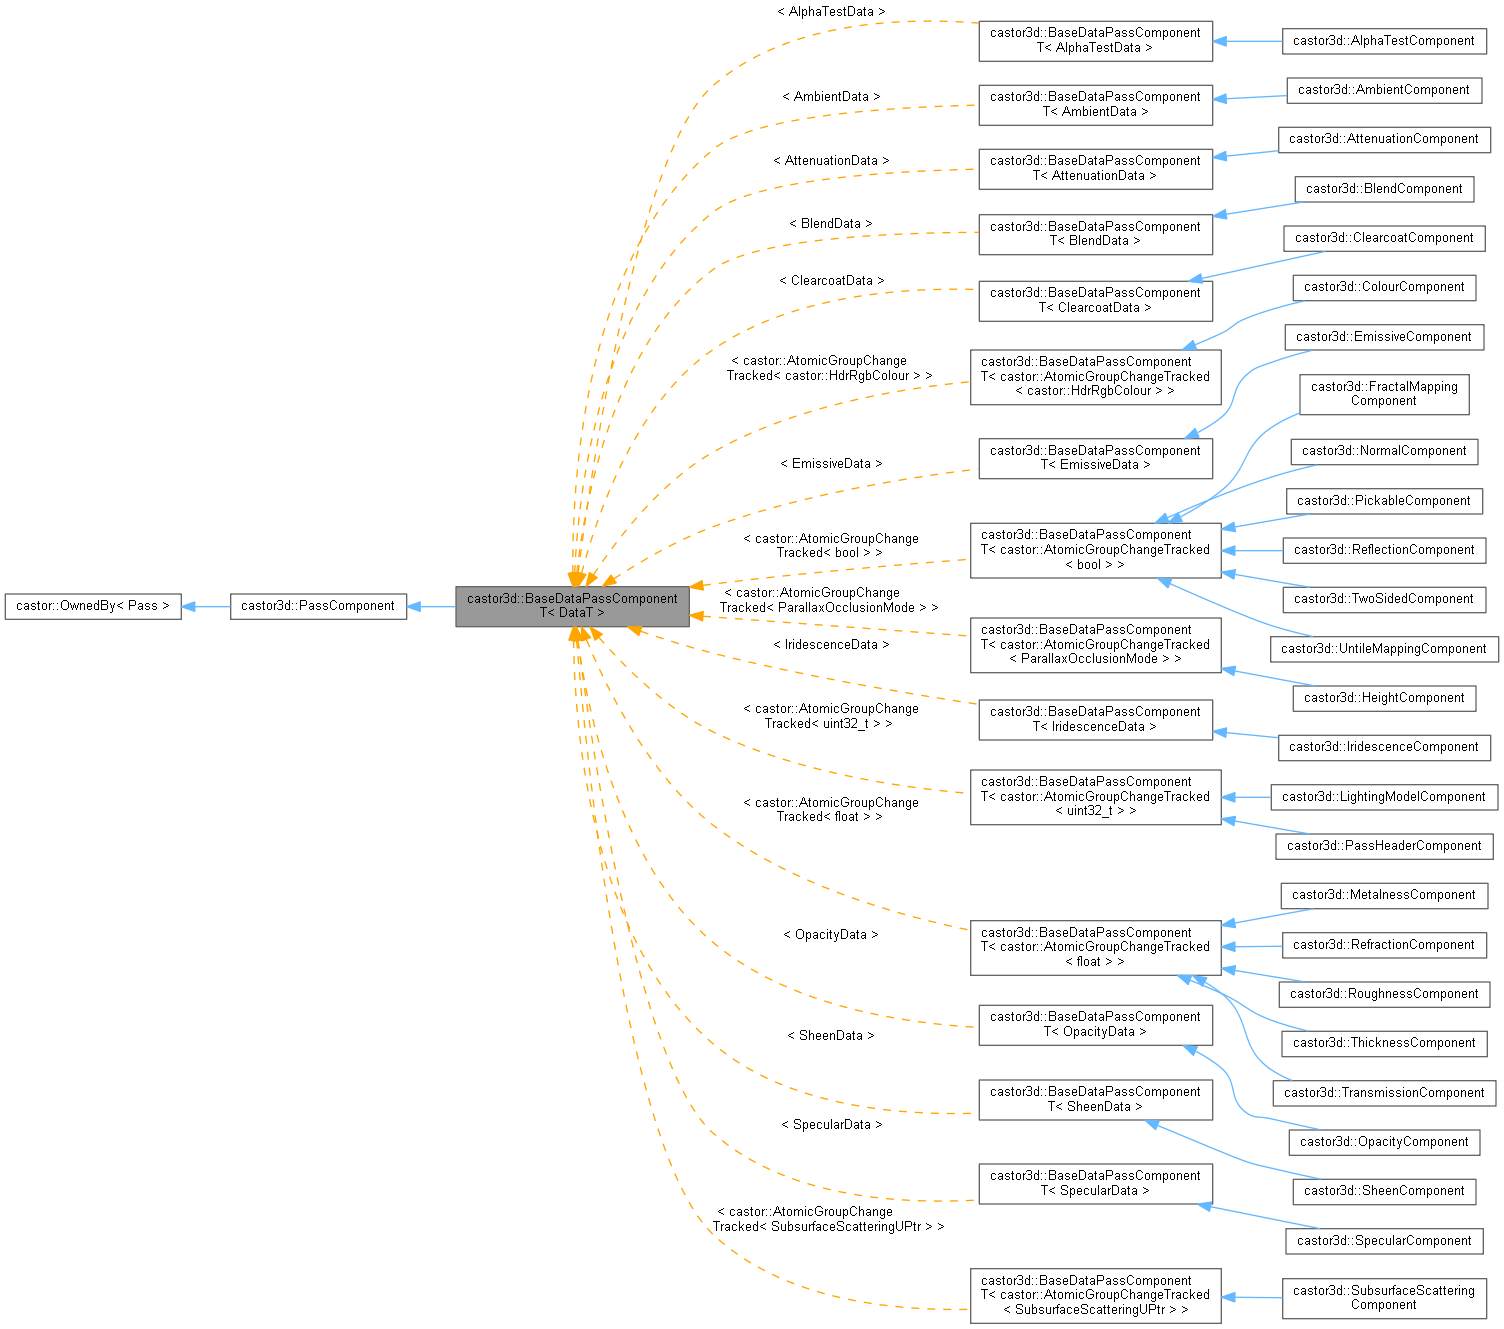 castor::OwnedBy< Pass >
castor3d::PassComponent
castor3d::BaseDataPassComponent
T< DataT >
< AlphaTestData >
< AmbientData >
< AttenuationData >
< BlendData >
< ClearcoatData >
< castor::AtomicGroupChange
Tracked< castor::HdrRgbColour > >
< EmissiveData >
< castor::AtomicGroupChange
Tracked< bool > >
< castor::AtomicGroupChange
Tracked< ParallaxOcclusionMode > >
< IridescenceData >
< castor::AtomicGroupChange
Tracked< uint32_t > >
< castor::AtomicGroupChange
Tracked< float > >
< OpacityData >
< SheenData >
< SpecularData >
< castor::AtomicGroupChange
Tracked< SubsurfaceScatteringUPtr > >
castor3d::BaseDataPassComponent
T< AlphaTestData >
castor3d::BaseDataPassComponent
T< AmbientData >
castor3d::BaseDataPassComponent
T< AttenuationData >
castor3d::BaseDataPassComponent
T< BlendData >
castor3d::BaseDataPassComponent
T< ClearcoatData >
castor3d::BaseDataPassComponent
T< castor::AtomicGroupChangeTracked
< castor::HdrRgbColour > >
castor3d::BaseDataPassComponent
T< EmissiveData >
castor3d::BaseDataPassComponent
T< castor::AtomicGroupChangeTracked
< bool > >
castor3d::BaseDataPassComponent
T< castor::AtomicGroupChangeTracked
< ParallaxOcclusionMode > >
castor3d::BaseDataPassComponent
T< IridescenceData >
castor3d::BaseDataPassComponent
T< castor::AtomicGroupChangeTracked
< uint32_t > >
castor3d::BaseDataPassComponent
T< castor::AtomicGroupChangeTracked
< float > >
castor3d::BaseDataPassComponent
T< OpacityData >
castor3d::BaseDataPassComponent
T< SheenData >
castor3d::BaseDataPassComponent
T< SpecularData >
castor3d::BaseDataPassComponent
T< castor::AtomicGroupChangeTracked
< SubsurfaceScatteringUPtr > >
castor3d::AlphaTestComponent
castor3d::AmbientComponent
castor3d::AttenuationComponent
castor3d::BlendComponent
castor3d::ClearcoatComponent
castor3d::ColourComponent
castor3d::EmissiveComponent
castor3d::FractalMapping
Component
castor3d::NormalComponent
castor3d::PickableComponent
castor3d::ReflectionComponent
castor3d::TwoSidedComponent
castor3d::UntileMappingComponent
castor3d::HeightComponent
castor3d::IridescenceComponent
castor3d::LightingModelComponent
castor3d::PassHeaderComponent
castor3d::MetalnessComponent
castor3d::RefractionComponent
castor3d::RoughnessComponent
castor3d::ThicknessComponent
castor3d::TransmissionComponent
castor3d::OpacityComponent
castor3d::SheenComponent
castor3d::SpecularComponent
castor3d::SubsurfaceScattering
Component